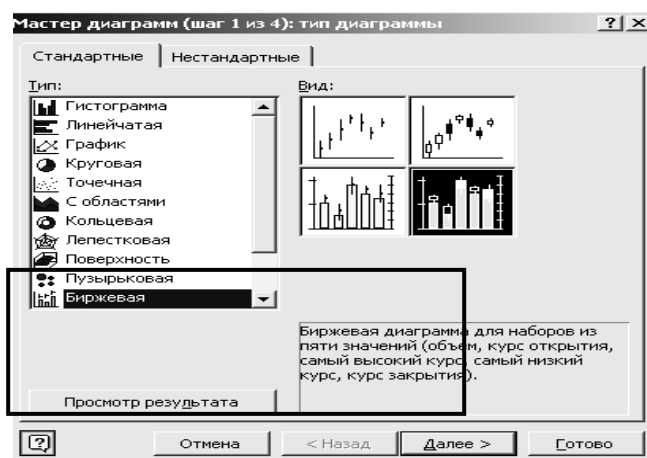 Мастер диаграмм (шаг 1 из 4): тип диаграммы
Стандартные
Нестандартные
Тип:
Гистограмма
Линейчатая
График
Круговая
Точечная
С областями
Кольцевая
Лепестковая
Поверхность
Пузырьковая
Биржевая
Вид:
Биржевая диаграмма для наборов из
пяти значений (объем, курс открытия,
самый высокий курс, самый низкий
курс, курс закрытия).
Просмотр результата
Отмена
< Назад
Далее >
Готово